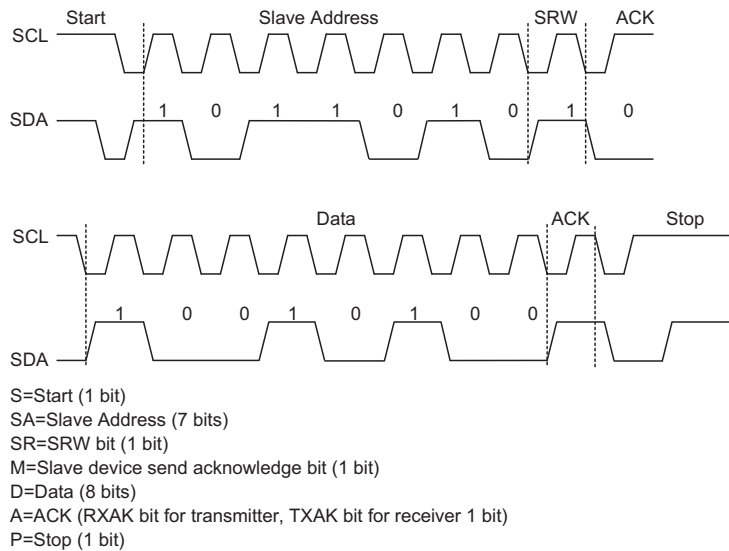 Start Slave Address SRW ACK
SCL
1 0 1 1 0 1 0 1 0
SDA
Data ACK Stop
SCL
1 0 0 1 0 1 0 0
SDA
S=Start (1 bit)
SA=Slave Address (7 bits)
SR=SRW bit (1 bit)
M=Slave device send acknowledge bit (1 bit)
D=Data (8 bits)
A=ACK (RXAK bit for transmitter, TXAK bit for receiver 1 bit)
P=Stop (1 bit)